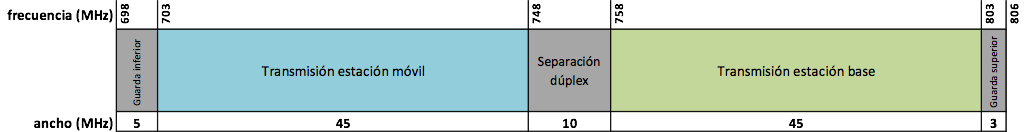 frecuencia (MHz) 698 703 748 758 803 806
Guarda inferior
Transmisión estación móvil
Separación
dúplex
Transmisión estación base
Guarda superior
ancho (MHz) 5 45 10 45 3